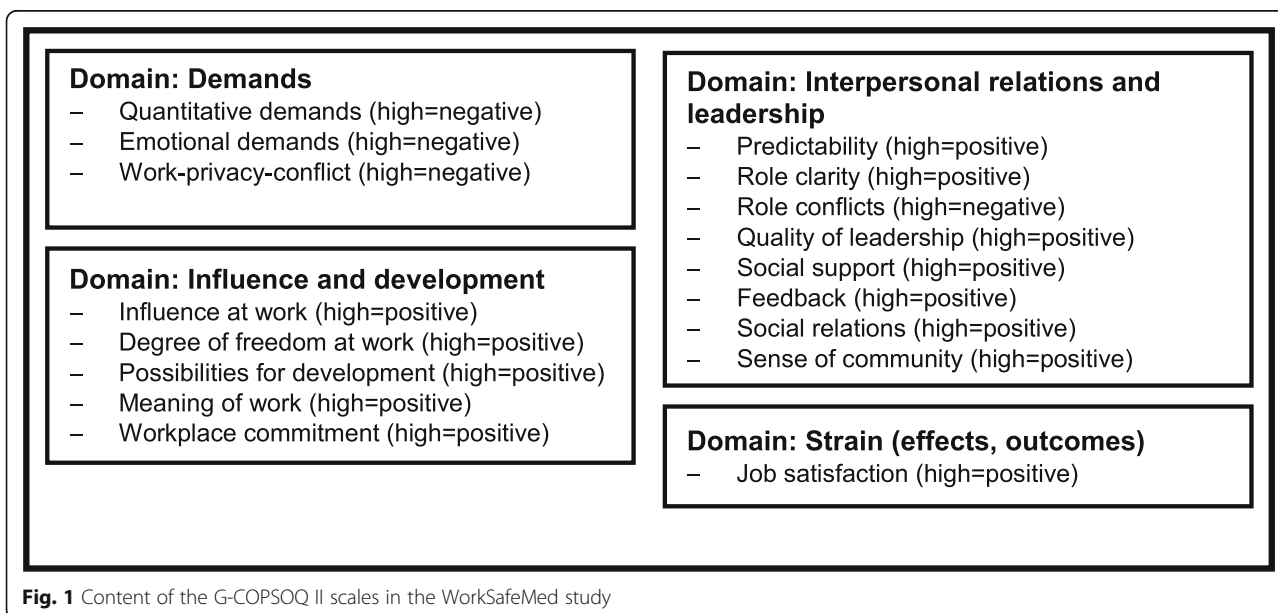 Domain: Demands
– Quantitative demands (high=negative)
– Emotional demands (high=negative)
– Work-privacy-conflict (high=negative)
Domain: Influence and development
– Influence at work (high=positive)
– Degree of freedom at work (high=positive)
– Possibilities for development (high=positive)
– Meaning of work (high=positive)
– Workplace commitment (high=positive)
Domain: Interpersonal relations and
leadership
– Predictability (high=positive)
– Role clarity (high=positive)
– Role conflicts (high=negative)
– Quality of leadership (high=positive)
– Social support (high=positive)
– Feedback (high=positive)
– Social relations (high=positive)
– Sense of community (high=positive)
Domain: Strain (effects, outcomes)
– Job satisfaction (high=positive)
Fig. 1 Content of the G-COPSOQ II scales in the WorkSafeMed study